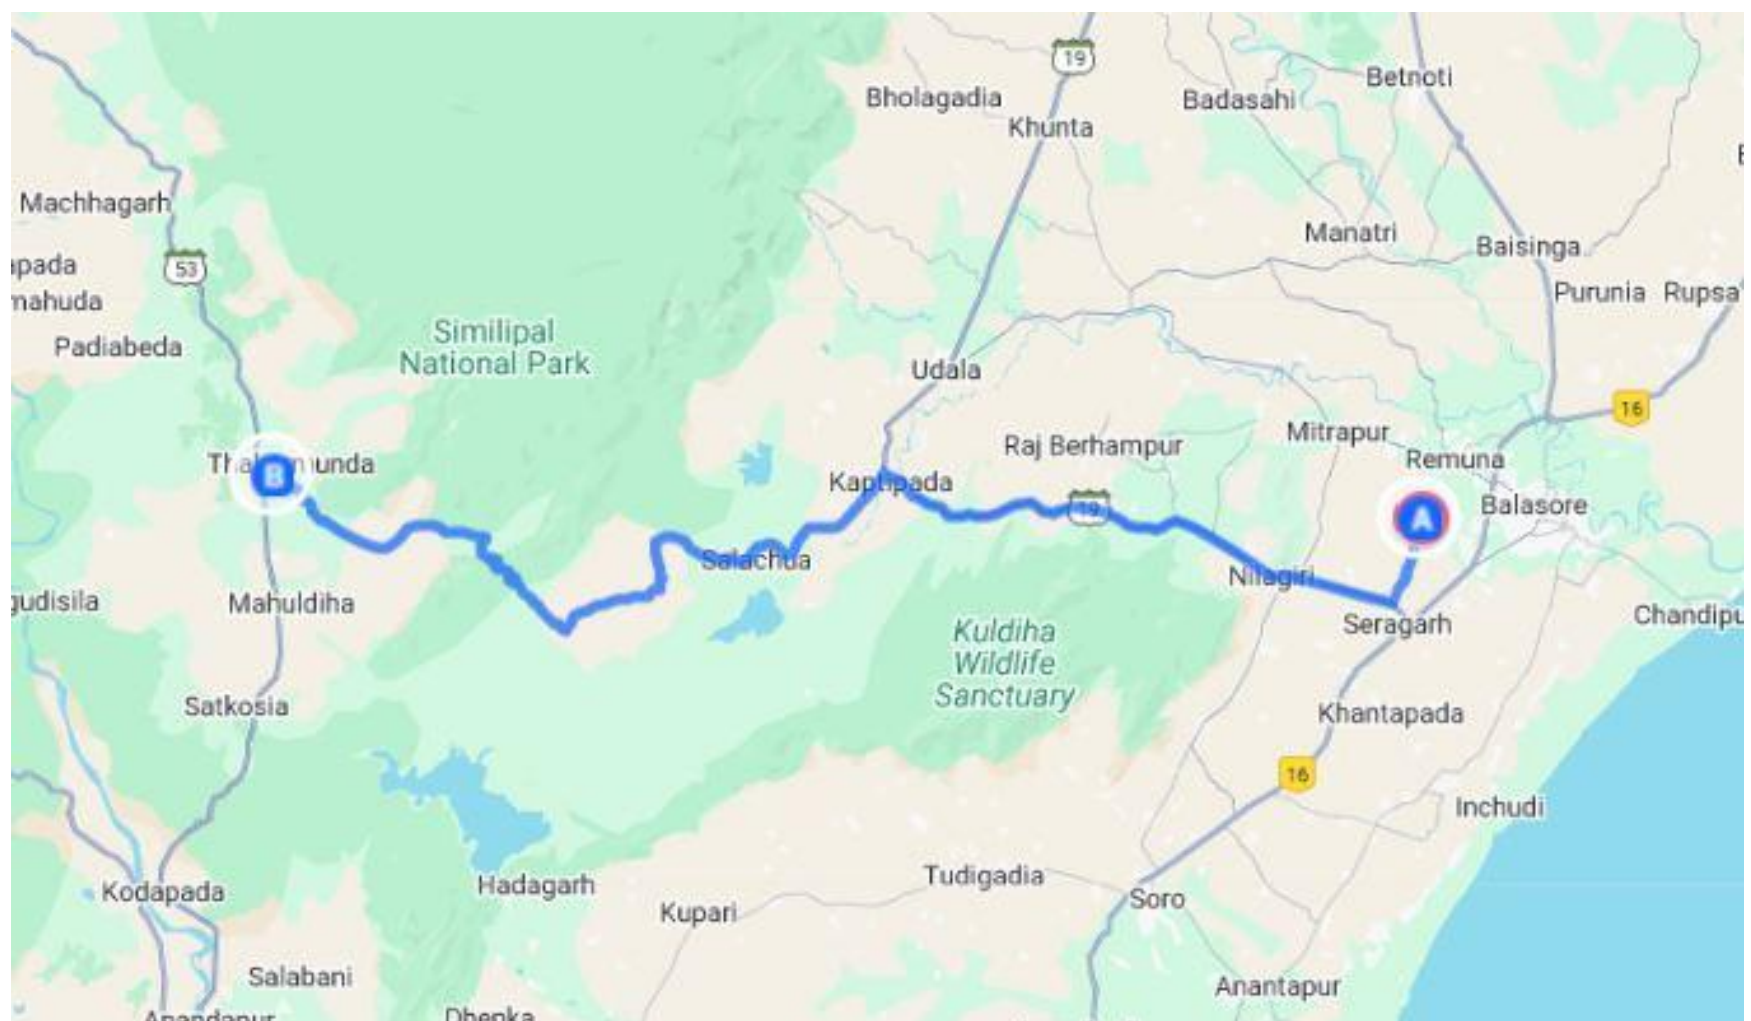 19
Betnoti
Bholagadia
Badasahi
Khunta
Machhagarh
Manatri
Baisinga
53
Purunia
Rupsa
Similipal
National Park
Padiabeda
Udala
16
Mitrapur
Raj Berhampur
Remuna
B
Kaptipada
Balasore
19
A
Salachua
Nilagiri
Mahuldiha
Chandipu
Seragarh
Kuldiha
Wildlife
Sanctuary
Satkosia
Khantapada
16
Inchudi
Tudigadia
Hadagarh
Kodapada
Soro
Kupari
Salabani
Anantapur